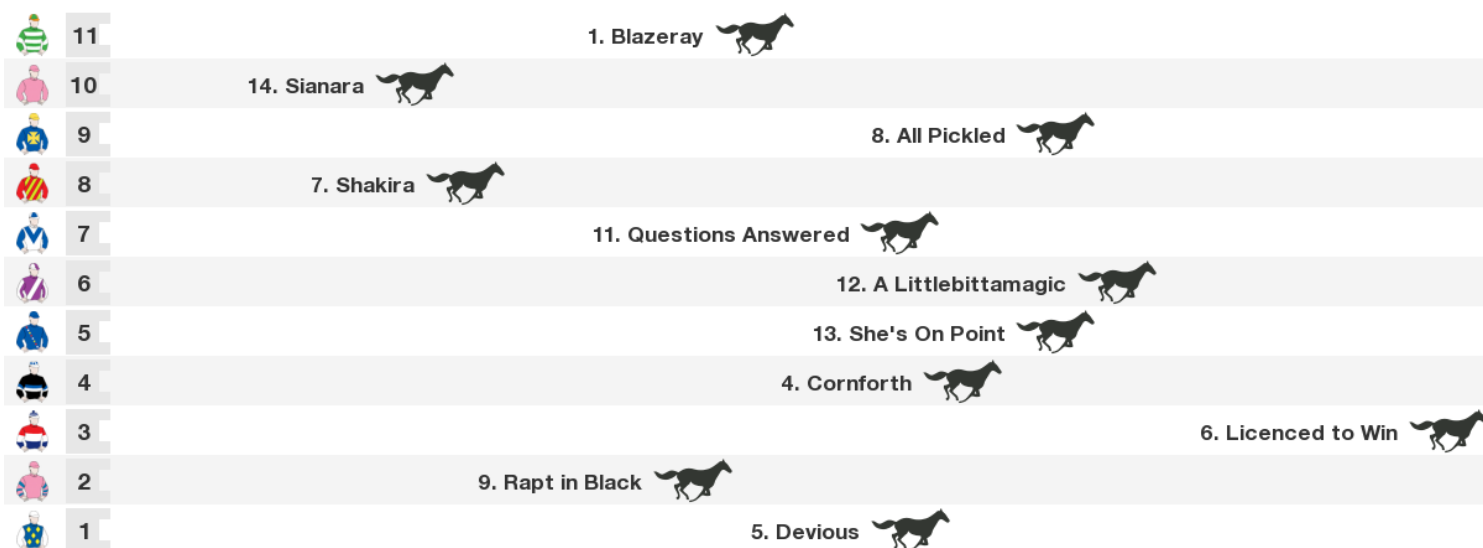 11 1. Blazeray
10 14. Sianara
9 8. All Pickled
8 7. Shakira
7 11. Questions Answered
6 12. A Littlebittamagic
5 13. She's On Point
4 4. Cornforth
3 6. Licenced to Win
2 9. Rapt in Black
1 5. Devious